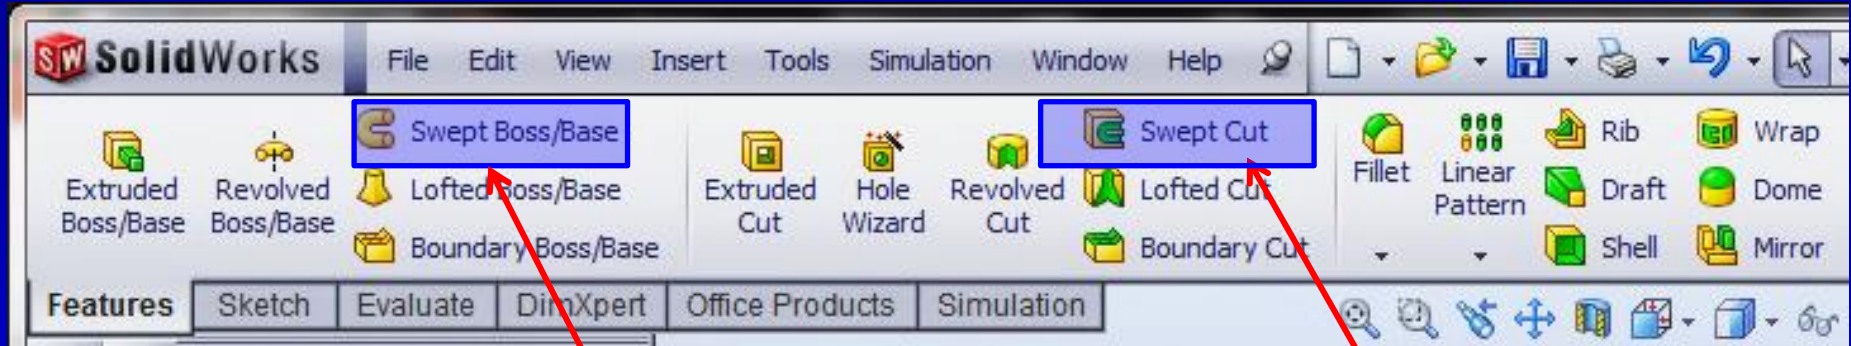 SW SolidWorks File Edit View Insert Tools Simulation Window Help
Swept Boss/Base Swept Cut Rib Wrap
Extruded Boss/Base Revolved Boss/Base Lofted Boss/Base Extruded Cut Hole Wizard Revolved Cut Lofted Cut Fillet Linear Pattern Draft Dome
Boundary Boss/Base Boundary Cut Shell Mirror
Features Sketch Evaluate DimXpert Office Products Simulation